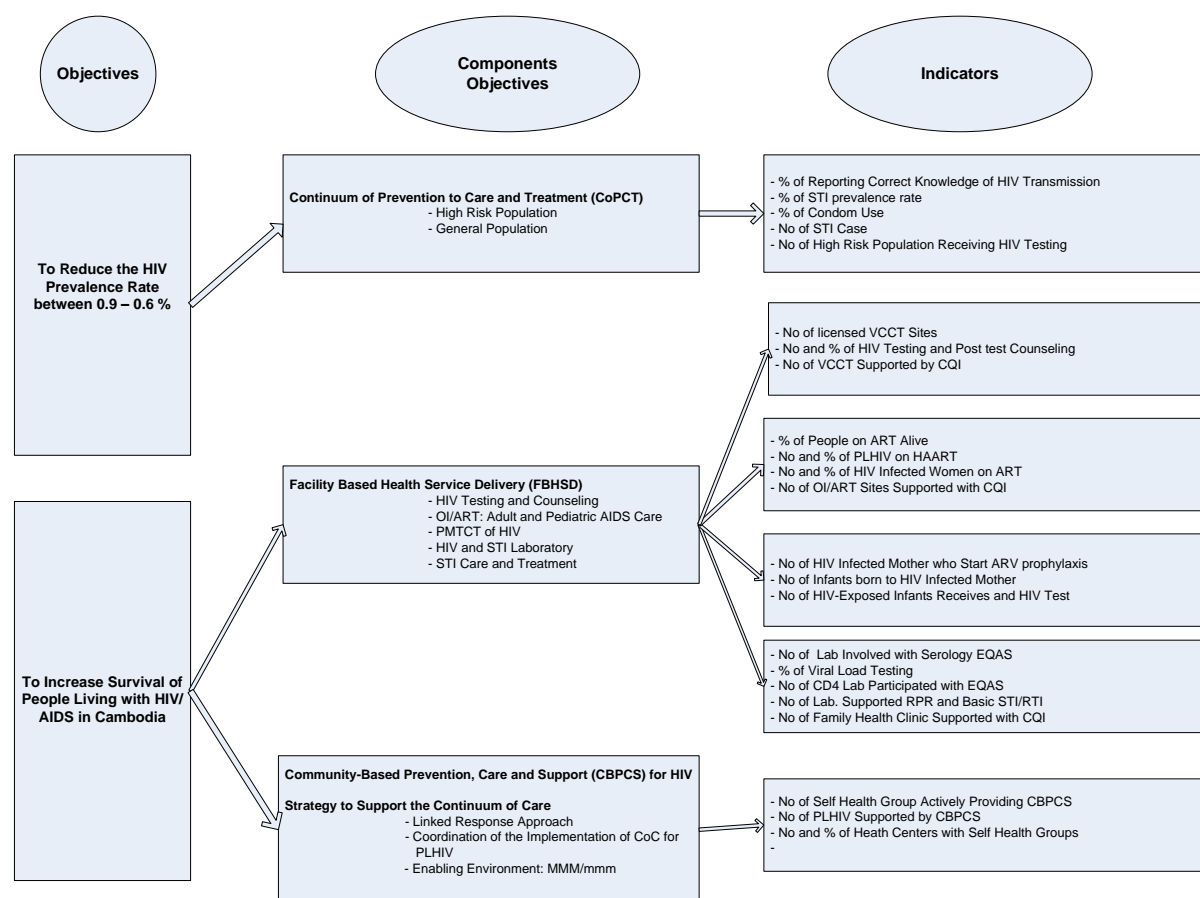 Objectives
Components
Objectives
Indicators
To Reduce the HIV
Prevalence Rate
between 0.9 – 0.6 %
Continuum of Prevention to Care and Treatment (CoPCT)
- High Risk Population
- General Population
- % of Reporting Correct Knowledge of HIV Transmission
- % of STI prevalence rate
- % of Condom Use
- No of STI Case
- No of High Risk Population Receiving HIV Testing
- No of licensed VCCT Sites
- No and % of HIV Testing and Post test Counseling
- No of VCCT Supported by CQI
- % of People on ART Alive
- No and % of PLHIV on HAART
- No and % of HIV Infected Women on ART
- No of OI/ART Sites Supported with CQI
Facility Based Health Service Delivery (FBHSD)
- HIV Testing and Counseling
- OI/ART: Adult and Pediatric AIDS Care
- PMTCT of HIV
- HIV and STI Laboratory
- STI Care and Treatment
- No of HIV Infected Mother who Start ARV prophylaxis
- No of Infants born to HIV Infected Mother
- No of HIV-Exposed Infants Receives and HIV Test
To Increase Survival of
People Living with HIV/
AIDS in Cambodia
- No of  Lab Involved with Serology EQAS
- % of Viral Load Testing
- No of CD4 Lab Participated with EQAS
- No of Lab. Supported RPR and Basic STI/RTI
- No of Family Health Clinic Supported with CQI
Community-Based Prevention, Care and Support (CBPCS) for HIV
Strategy to Support the Continuum of Care
- Linked Response Approach
- Coordination of the Implementation of CoC for
PLHIV
- Enabling Environment: MMM/mmm
- No of Self Health Group Actively Providing CBPCS
- No of PLHIV Supported by CBPCS
- No and % of Heath Centers with Self Health Groups
-